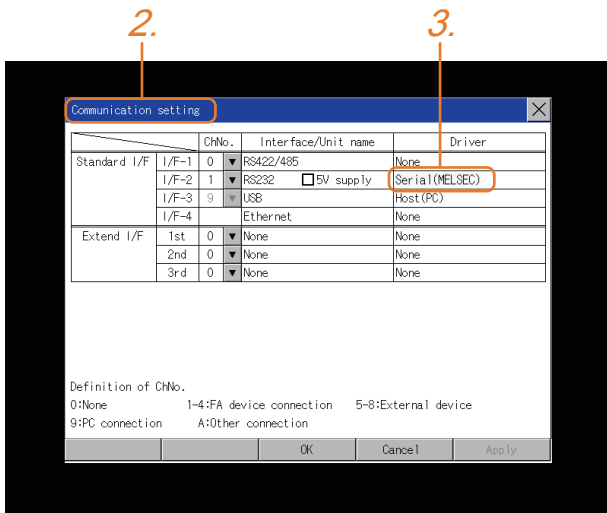 2.
3.
Communication setting
ChNo. Interface/Unit name Driver
Standard I/F I/F-1 0 RS422/485 None
I/F-2 1 RS232 5V supply Serial(MELSEC)
I/F-3 9 USB Host(PC)
I/F-4 Ethernet None
Extend I/F 1st 0 None None
2nd 0 None None
3rd 0 None None
Definition of ChNo.
0:None 1-4:FA device connection 5-8:External device
9:PC connection A:Other connection
OK Cancel Apply